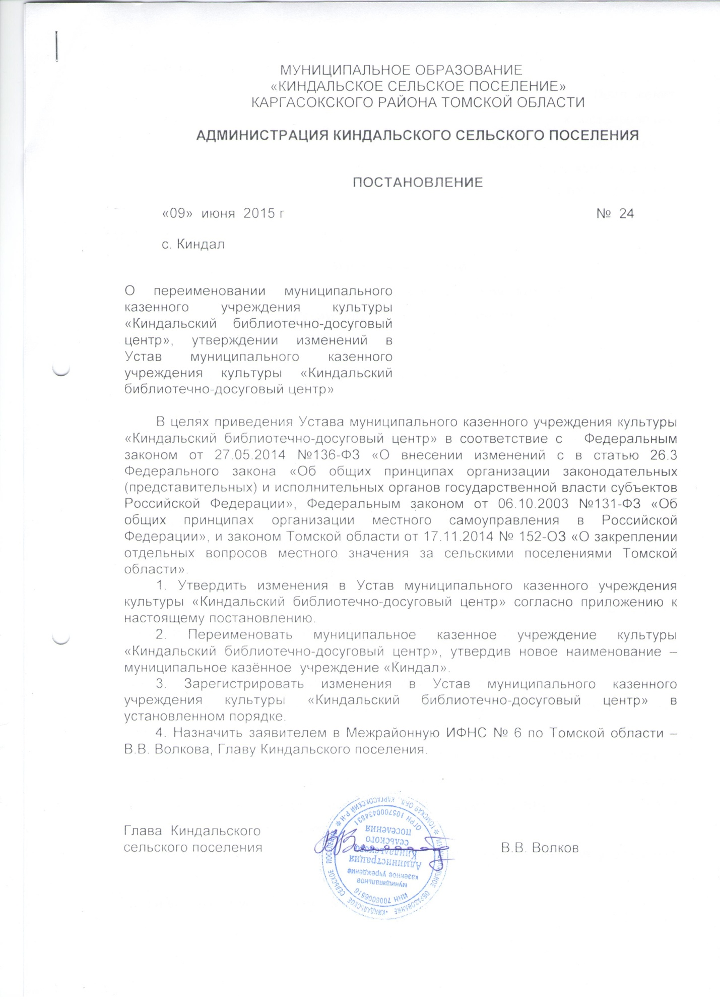 МУНИЦИПАЛЬНОЕ ОБРАЗОВАНИЕ
«КИНДАЛЬСКОЕ СЕЛЬСКОЕ ПОСЕЛЕНИЕ»
КАРГАСОКСКОГО РАЙОНА ТОМСКОЙ ОБЛАСТИ
АДМИНИСТРАЦИЯ КИНДАЛЬСКОГО СЕЛЬСКОГО ПОСЕЛЕНИЯ
ПОСТАНОВЛЕНИЕ
«09» июня 2015 г № 24
с. Киндал
О переименовании муниципального
казенного учреждения культуры
«Киндальский библиотечно-досуговый
центр», утверждении изменений в
Устав муниципального казенного
учреждения культуры «Киндальский
библиотечно-досуговый центр»
В целях приведения Устава муниципального казенного учреждения культуры
«Киндальский библиотечно-досуговый центр» в соответствие с Федеральным
законом от 27.05.2014 №136-ФЗ «О внесении изменений с в статью 26.3
Федерального закона «Об общих принципах организации законодательных
(представительных) и исполнительных органов государственной власти субъектов
Российской Федерации», Федеральным законом от 06.10.2003 №131-ФЗ «Об
общих принципах организации местного самоуправления в Российской
Федерации», и законом Томской области от 17.11.2014 № 152-ОЗ «О закреплении
отдельных вопросов местного значения за сельскими поселениями Томской
области».
1. Утвердить изменения в Устав муниципального казенного учреждения
культуры «Киндальский библиотечно-досуговый центр» согласно приложению к
настоящему постановлению.
2. Переименовать муниципальное казенное учреждение культуры
«Киндальский библиотечно-досуговый центр», утвердив новое наименование –
муниципальное казённое учреждение «Киндал».
3. Зарегистрировать изменения в Устав муниципального казенного
учреждения культуры «Киндальский библиотечно-досуговый центр» в
установленном порядке.
4. Назначить заявителем в Межрайонную ИФНС № 6 по Томской области –
В.В. Волкова, Главу Киндальского поселения.
Глава Киндальского
сельского поселения В.В. Волков
* ТОМСКАЯ ОБЛ., КАРГАСОКСКИЙ Р-Н *
МУНИЦИПАЛЬНОЕ ОБРАЗОВАНИЕ «КИНДАЛЬСКОЕ СЕЛЬСКОЕ ПОСЕЛЕНИЕ»
ИНН 7006006516
муниципальное
казенное учреждение
Администрация
Киндальского
сельского
поселения
ОГРН 1057000434831